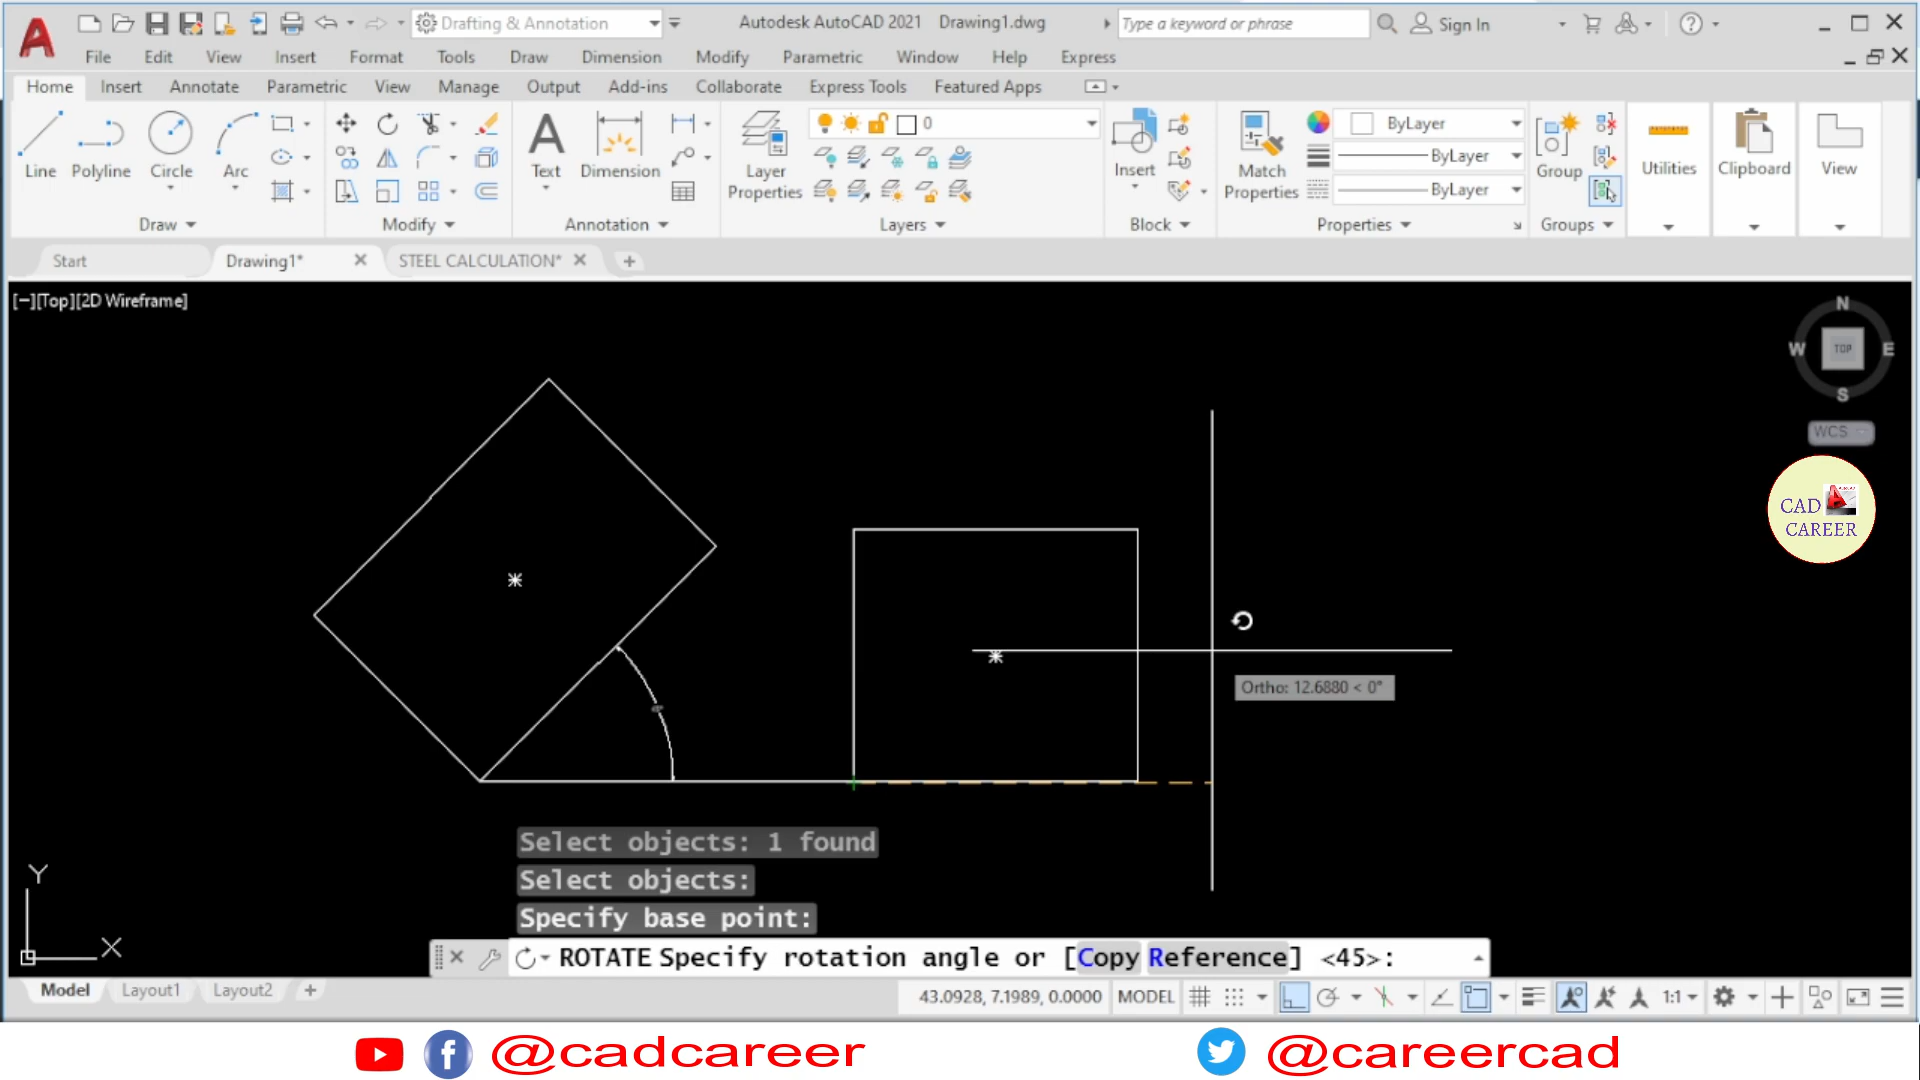 Drafting & Annotation
Autodesk AutoCAD 2021 Drawing1.dwg
Type a keyword or phrase
Sign In
File Edit View Insert Format Tools Draw Dimension Modify Parametric Window Help Express
Home Insert Annotate Parametric View Manage Output Add-ins Collaborate Express Tools Featured Apps
Line Polyline Circle Arc
Text Dimension
Layer Properties
0
Insert
Match Properties
ByLayer
ByLayer
ByLayer
Group
Utilities
Clipboard
View
Draw Modify Annotation Layers Block Properties Groups
Start Drawing1* STEEL CALCULATION*
[−][Top][2D Wireframe]
N
W TOP E
S
WCS
CAD
CAREER
Ortho: 12.6880 < 0°
Select objects: 1 found
Select objects:
Specify base point:
ROTATE Specify rotation angle or [Copy Reference] <45>:
Y
X
Model Layout1 Layout2
43.0928, 7.1989, 0.0000 MODEL
1:1
@cadcareer
@careercad